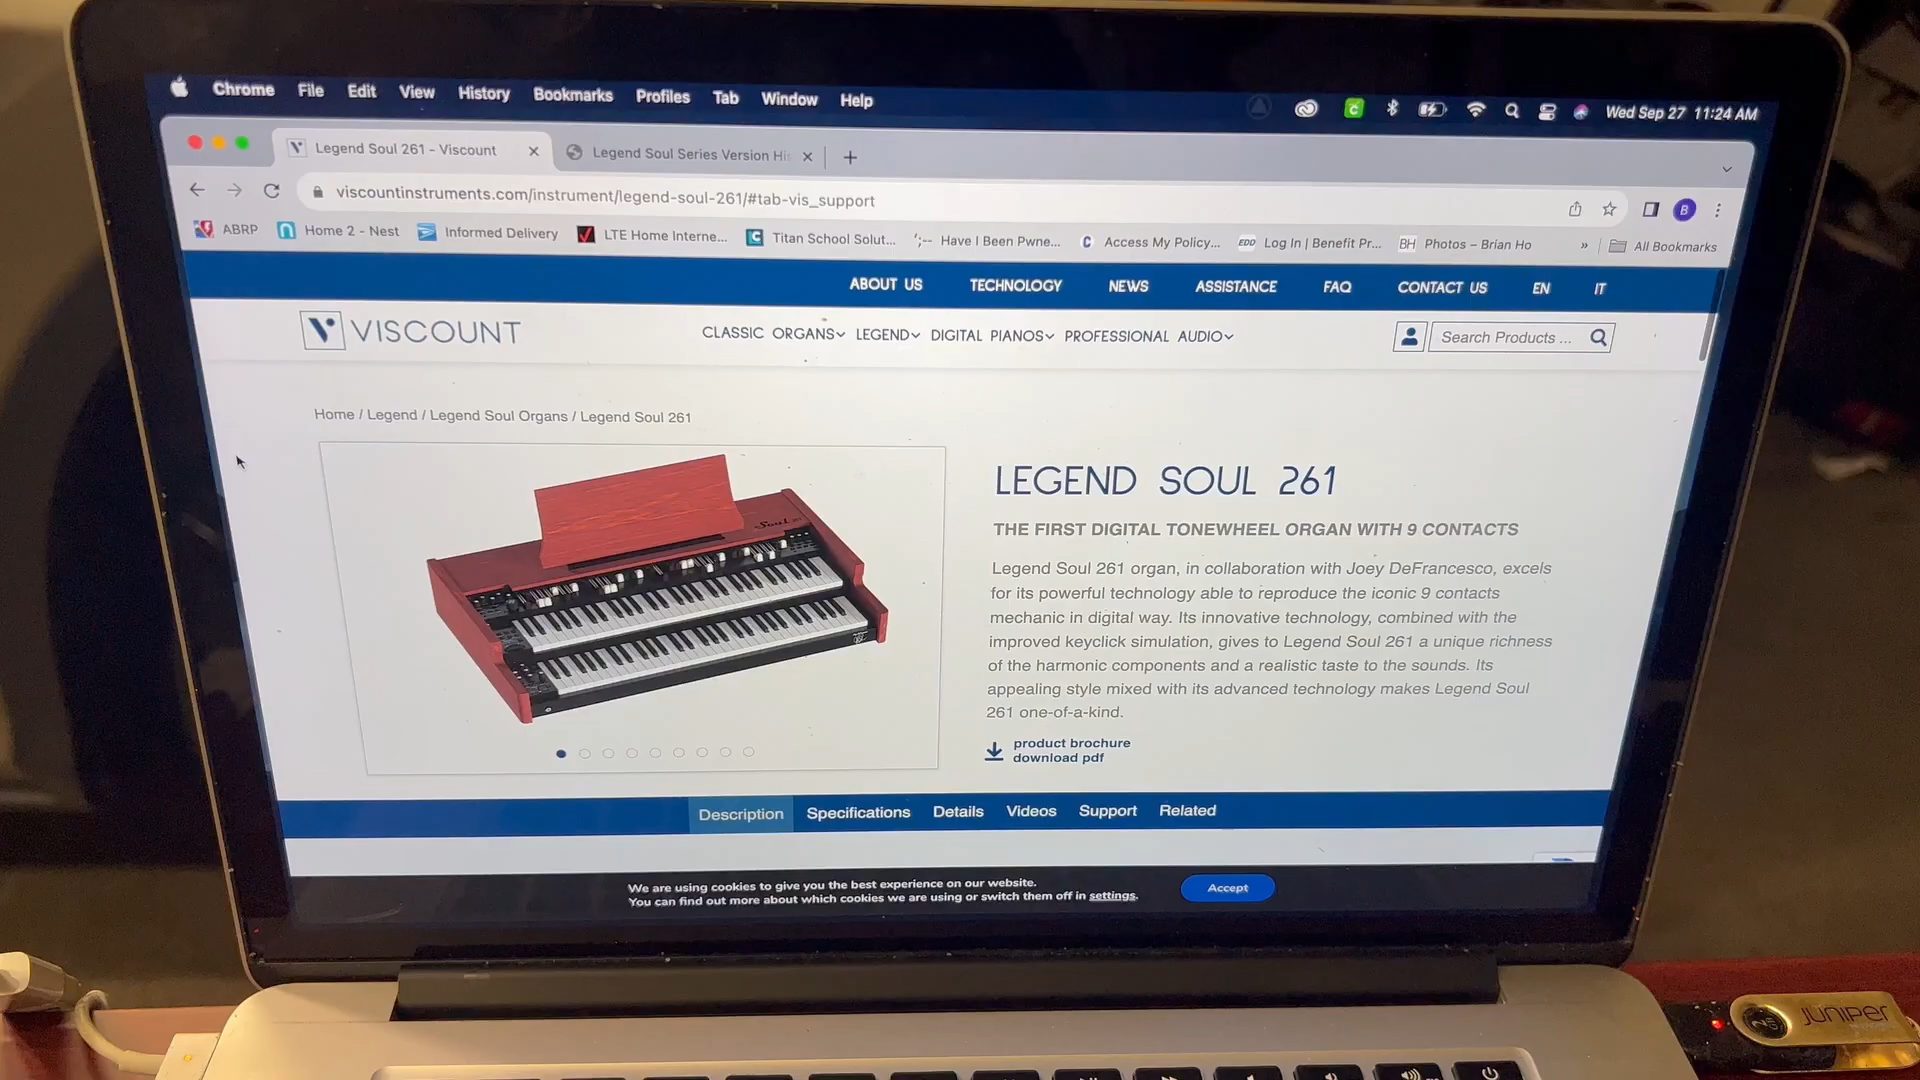 Chrome File Edit View History Bookmarks Profiles Tab Window Help
Wed Sep 27 11:24 AM
Legend Soul 261 - Viscount
Legend Soul Series Version Hi
viscountinstruments.com/instrument/legend-soul-261/#tab-vis_support
B
ABRP
Home 2 - Nest
Informed Delivery
LTE Home Interne...
Titan School Solut...
Have I Been Pwne...
Access My Policy...
EDD Log In | Benefit Pr...
BH Photos – Brian Ho
» All Bookmarks
ABOUT US TECHNOLOGY NEWS ASSISTANCE FAQ CONTACT US EN IT
VISCOUNT
CLASSIC ORGANS LEGEND DIGITAL PIANOS PROFESSIONAL AUDIO
Search Products ...
Home / Legend / Legend Soul Organs / Legend Soul 261
Soul
LEGEND SOUL 261
THE FIRST DIGITAL TONEWHEEL ORGAN WITH 9 CONTACTS
Legend Soul 261 organ, in collaboration with Joey DeFrancesco, excels
for its powerful technology able to reproduce the iconic 9 contacts
mechanic in digital way. Its innovative technology, combined with the
improved keyclick simulation, gives to Legend Soul 261 a unique richness
of the harmonic components and a realistic taste to the sounds. Its
appealing style mixed with its advanced technology makes Legend Soul
261 one-of-a-kind.
product brochure
download pdf
Description Specifications Details Videos Support Related
We are using cookies to give you the best experience on our website.
You can find out more about which cookies we are using or switch them off in settings.
Accept
JUNIPER